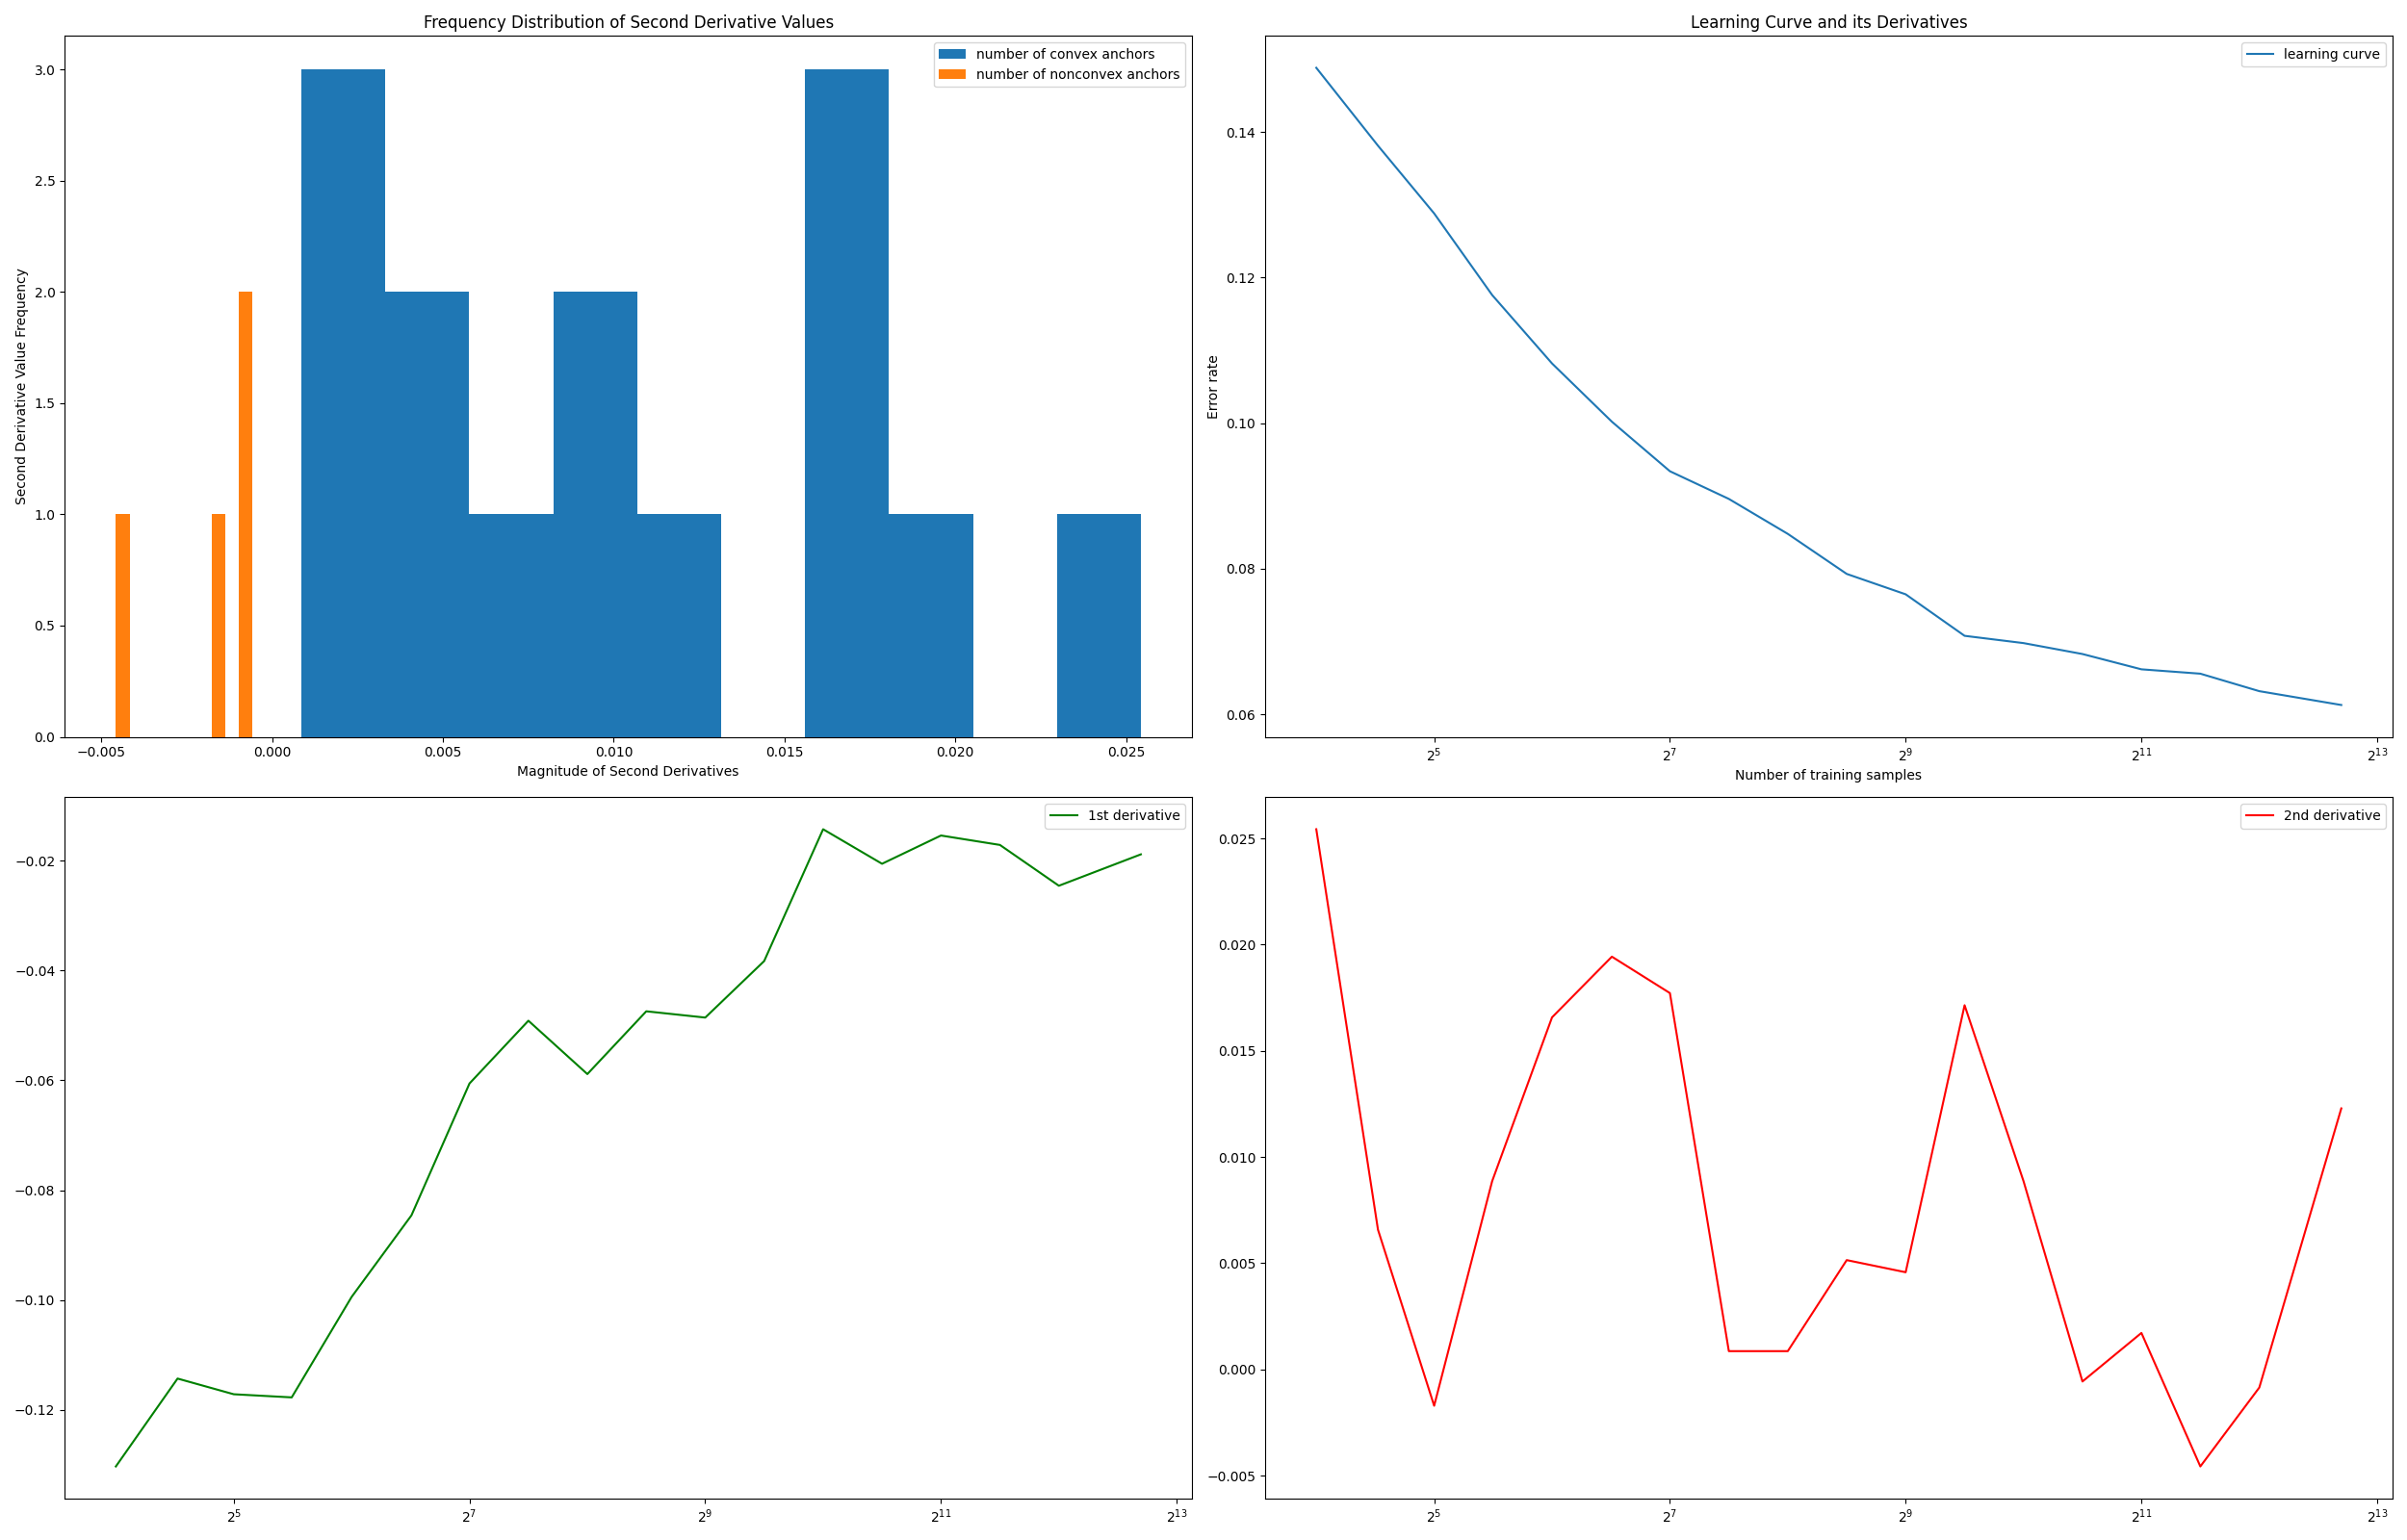 Frequency Distribution of Second Derivative Values
number of convex anchors
number of nonconvex anchors
Second Derivative Value Frequency
3.0
2.5
2.0
1.5
1.0
0.5
0.0
−0.005 0.000 0.005 0.010 0.015 0.020 0.025
Magnitude of Second Derivatives
Learning Curve and its Derivatives
learning curve
Error rate
0.14
0.12
0.10
0.08
0.06
2⁵ 2⁷ 2⁹ 2¹¹ 2¹³
Number of training samples
1st derivative
−0.02
−0.04
−0.06
−0.08
−0.10
−0.12
2⁵ 2⁷ 2⁹ 2¹¹ 2¹³
2nd derivative
0.025
0.020
0.015
0.010
0.005
0.000
−0.005
2⁵ 2⁷ 2⁹ 2¹¹ 2¹³